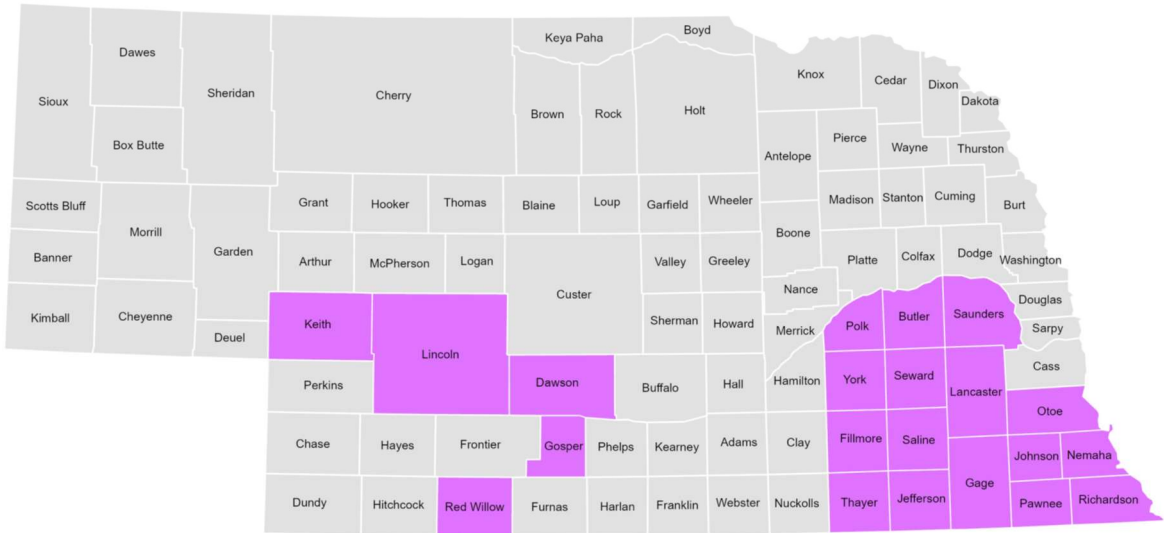 Keya Paha
Boyd
Dawes
Knox
Cedar
Dixon
Sioux
Sheridan
Cherry
Dakota
Brown
Rock
Holt
Box Butte
Pierce
Wayne
Thurston
Antelope
Scotts Bluff
Grant
Hooker
Thomas
Blaine
Loup
Garfield
Wheeler
Madison
Stanton
Cuming
Burt
Morrill
Garden
Boone
Banner
Arthur
McPherson
Logan
Valley
Greeley
Platte
Colfax
Dodge
Washington
Custer
Nance
Kimball
Cheyenne
Keith
Sherman
Howard
Merrick
Polk
Butler
Saunders
Douglas
Sarpy
Deuel
Lincoln
Perkins
Dawson
Buffalo
Hall
Hamilton
York
Seward
Lancaster
Cass
Otoe
Chase
Hayes
Frontier
Gosper
Phelps
Kearney
Adams
Clay
Fillmore
Saline
Johnson
Nemaha
Dundy
Hitchcock
Red Willow
Furnas
Harlan
Franklin
Webster
Nuckolls
Thayer
Jefferson
Gage
Pawnee
Richardson